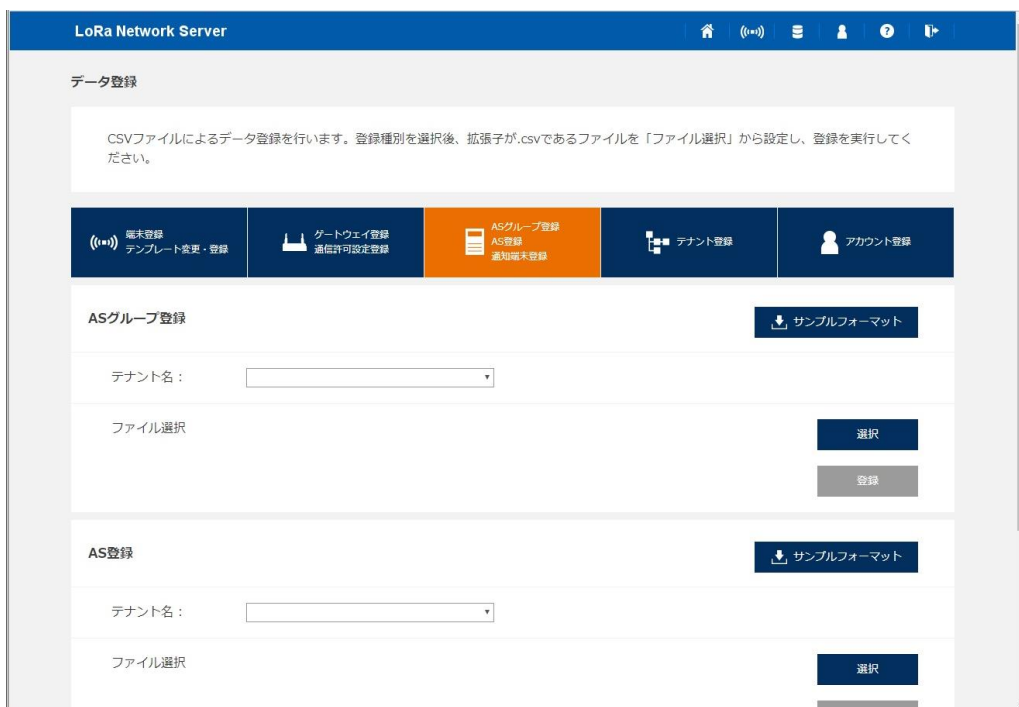 LoRa Network Server
データ登録
CSVファイルによるデータ登録を行います。登録種別を選択後、拡張子が.csvであるファイルを「ファイル選択」から設定し、登録を実行してく
ださい。
端末登録
テンプレート変更・登録
ゲートウェイ登録
通信許可設定登録
ASグループ登録
AS登録
通知端末登録
テナント登録
アカウント登録
ASグループ登録
サンプルフォーマット
テナント名：
ファイル選択
選択
登録
AS登録
サンプルフォーマット
テナント名：
ファイル選択
選択